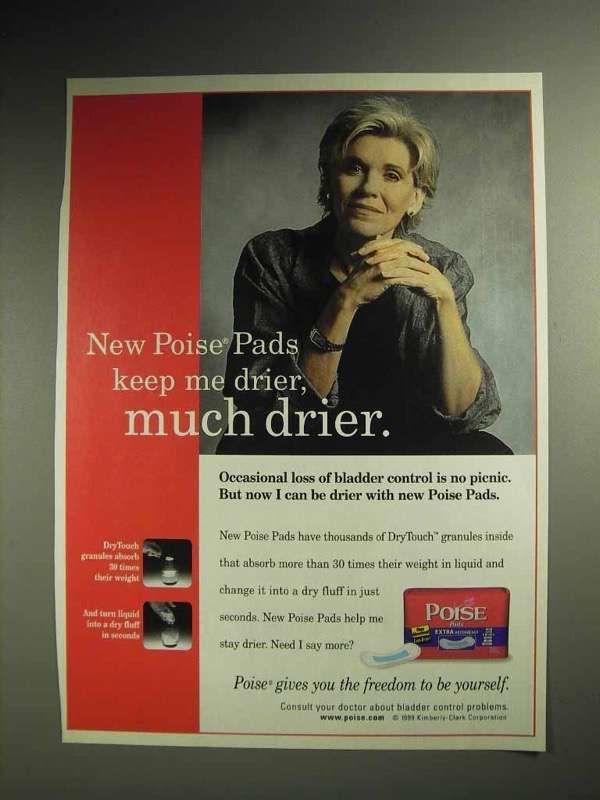 New Poise® Pads
keep me drier,
much drier.
Occasional loss of bladder control is no picnic.
But now I can be drier with new Poise Pads.
New Poise Pads have thousands of DryTouch™ granules inside
that absorb more than 30 times their weight in liquid and
change it into a dry fluff in just
seconds. New Poise Pads help me
stay drier. Need I say more?
DryTouch
granules absorb
30 times
their weight
And turn liquid
into a dry fluff
in seconds
POISE
Pads
EXTRA
Poise® gives you the freedom to be yourself.
Consult your doctor about bladder control problems.
www.poise.com © 1999 Kimberly-Clark Corporation